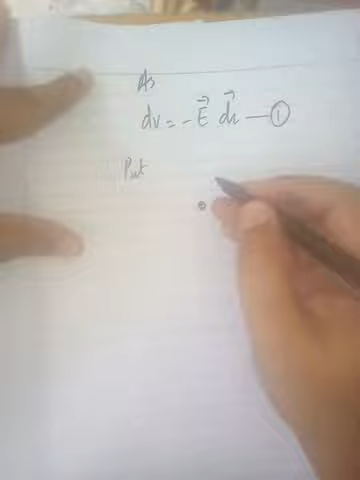 As
dv = - E⃗ dr⃗ — ①
Put